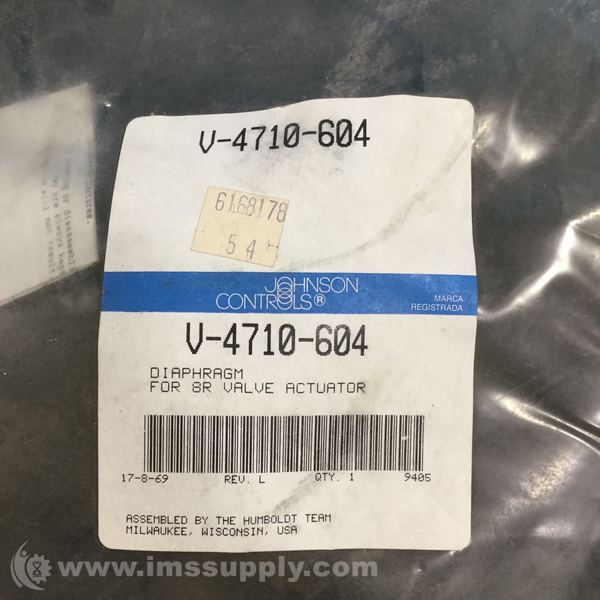 V-4710-604
6168178
54
JOHNSON
CONTROLS®
MARCA
REGISTRADA
V-4710-604
DIAPHRAGM
FOR 8R VALVE ACTUATOR
17-8-69 REV. L QTY. 1 9405
ASSEMBLED BY THE HUMBOLDT TEAM
MILWAUKEE, WISCONSIN, USA
www.imssupply.com/